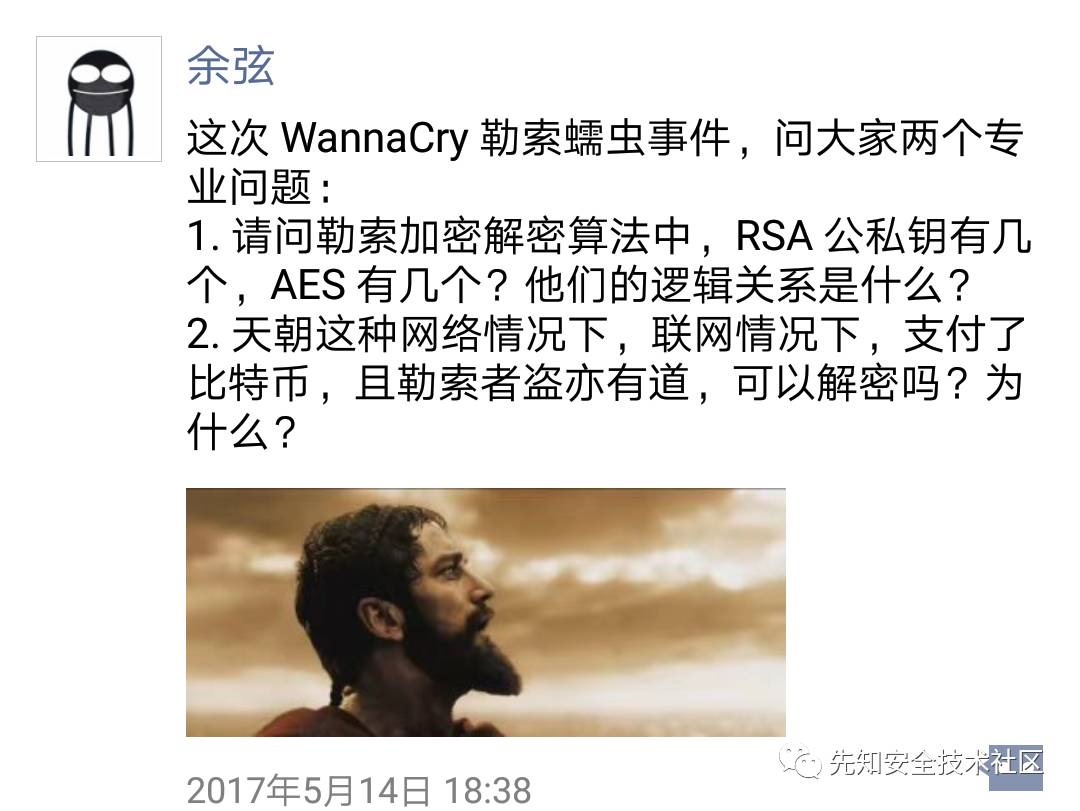 余弦
这次 WannaCry 勒索蠕虫事件，问大家两个专
业问题：
1. 请问勒索加密解密算法中，RSA 公私钥有几
个，AES 有几个？他们的逻辑关系是什么？
2. 天朝这种网络情况下，联网情况下，支付了
比特币，且勒索者盗亦有道，可以解密吗？为
什么？
先知安全技术社区
2017年5月14日 18:38